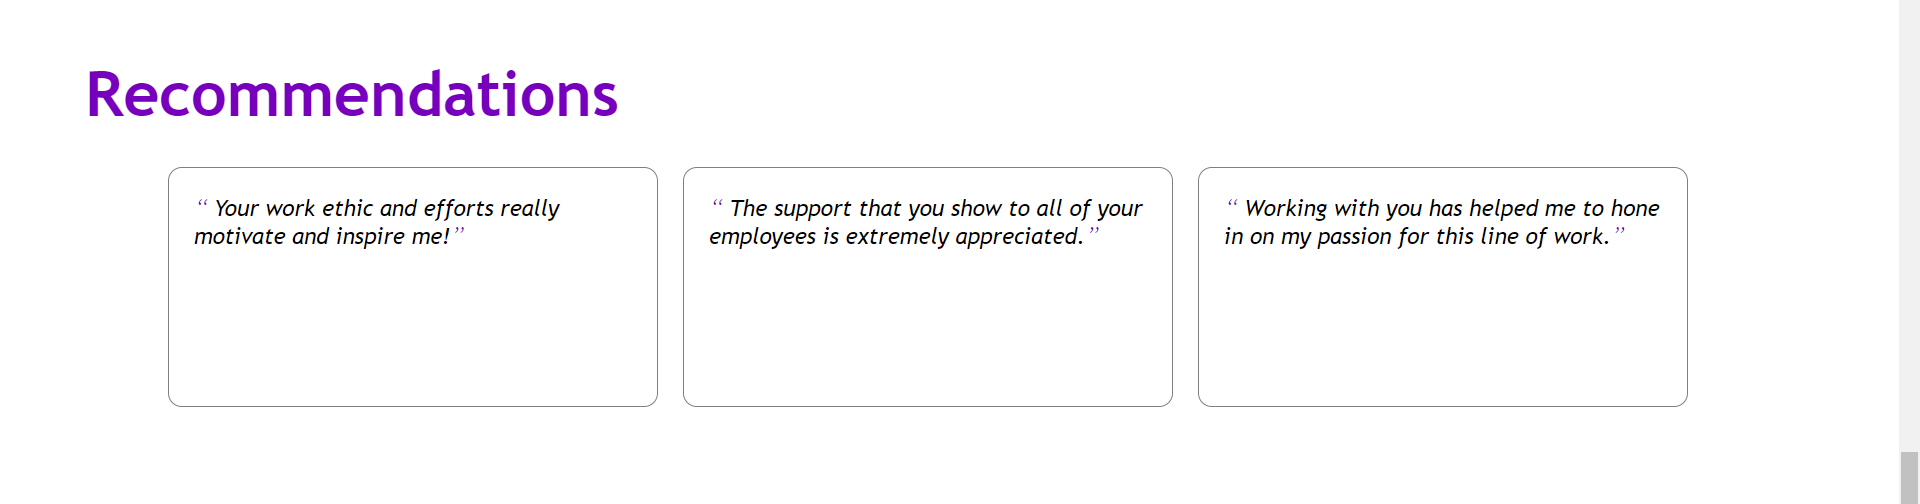 Recommendations
“ Your work ethic and efforts really
motivate and inspire me! ”
“ The support that you show to all of your
employees is extremely appreciated. ”
“ Working with you has helped me to hone
in on my passion for this line of work. ”